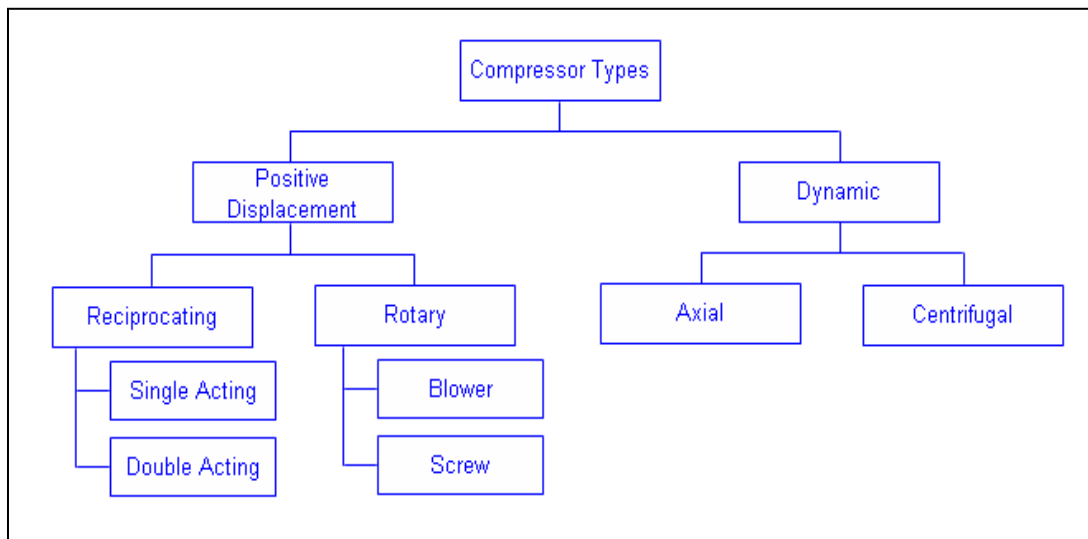 Compressor Types
Positive
Displacement
Dynamic
Reciprocating
Rotary
Axial
Centrifugal
Single Acting
Blower
Double Acting
Screw